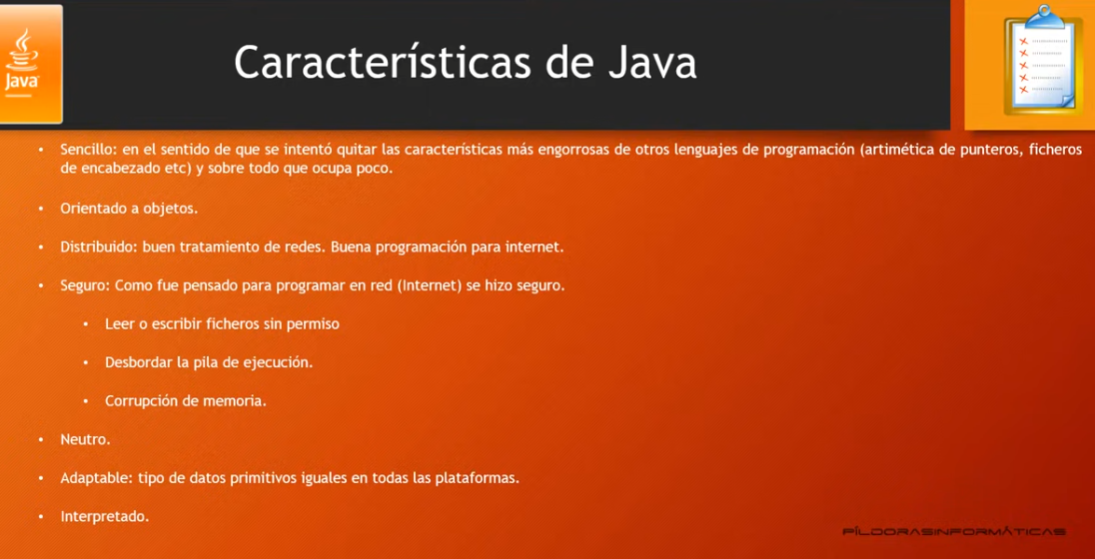 Java
Características de Java
• Sencillo: en el sentido de que se intentó quitar las características más engorrosas de otros lenguajes de programación (artimética de punteros, ficheros
de encabezado etc) y sobre todo que ocupa poco.
• Orientado a objetos.
• Distribuido: buen tratamiento de redes. Buena programación para internet.
• Seguro: Como fue pensado para programar en red (Internet) se hizo seguro.
• Leer o escribir ficheros sin permiso
• Desbordar la pila de ejecución.
• Corrupción de memoria.
• Neutro.
• Adaptable: tipo de datos primitivos iguales en todas las plataformas.
• Interpretado.
PÍLDORASINFORMÁTICAS